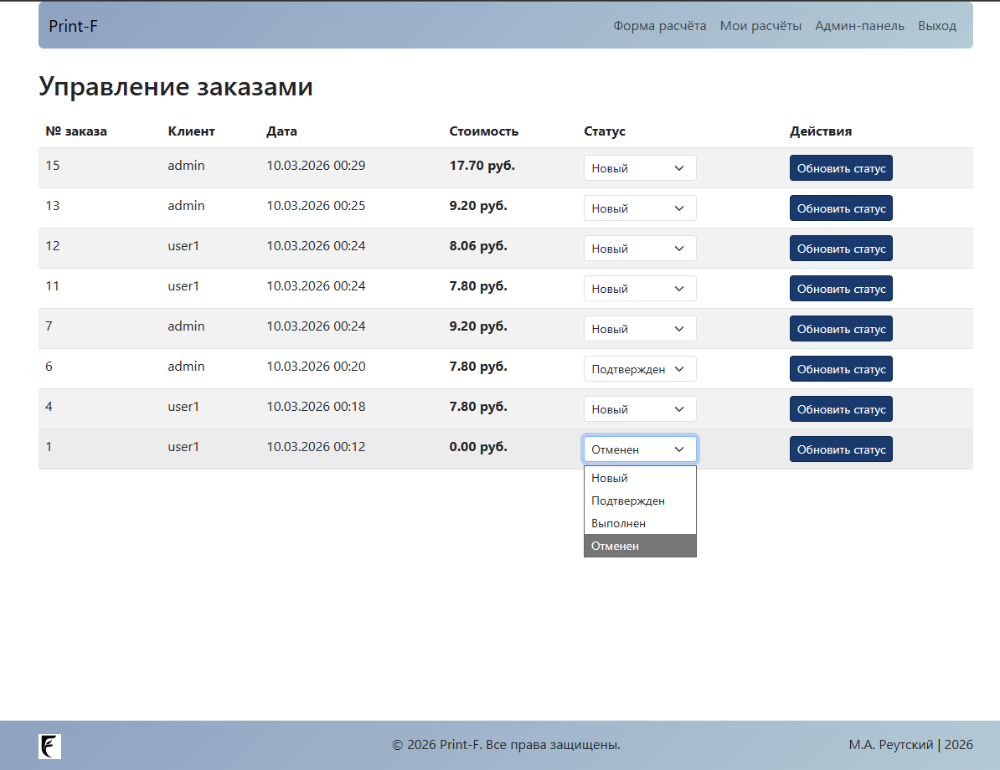 Print-F Форма расчёта Мои расчёты Админ-панель Выход
Управление заказами
№ заказа Клиент Дата Стоимость Статус Действия
15 admin 10.03.2026 00:29 17.70 руб. Новый Обновить статус
13 admin 10.03.2026 00:25 9.20 руб. Новый Обновить статус
12 user1 10.03.2026 00:24 8.06 руб. Новый Обновить статус
11 user1 10.03.2026 00:24 7.80 руб. Новый Обновить статус
7 admin 10.03.2026 00:24 9.20 руб. Новый Обновить статус
6 admin 10.03.2026 00:20 7.80 руб. Подтвержден Обновить статус
4 user1 10.03.2026 00:18 7.80 руб. Новый Обновить статус
1 user1 10.03.2026 00:12 0.00 руб. Отменен Обновить статус
Новый
Подтвержден
Выполнен
Отменен
© 2026 Print-F. Все права защищены. М.А. Реутский | 2026